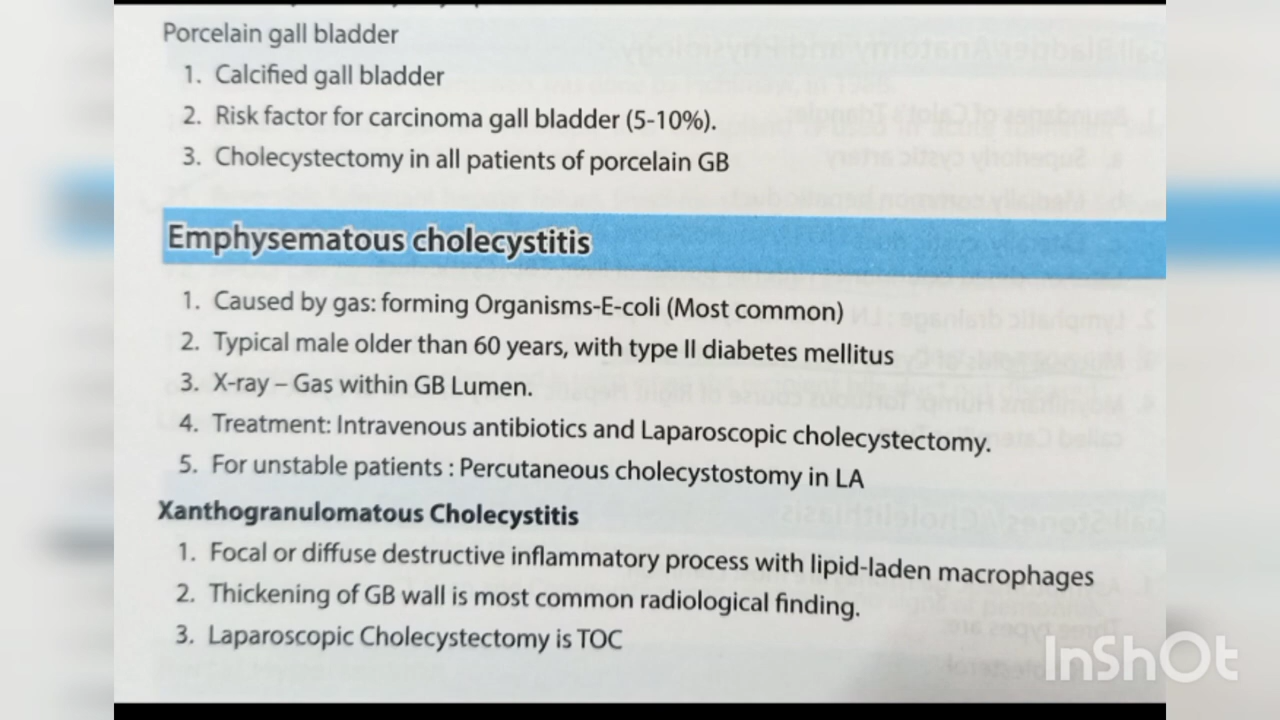 Porcelain gall bladder
1. Calcified gall bladder
2. Risk factor for carcinoma gall bladder (5-10%).
3. Cholecystectomy in all patients of porcelain GB
Emphysematous cholecystitis
1. Caused by gas: forming Organisms-E-coli (Most common)
2. Typical male older than 60 years, with type II diabetes mellitus
3. X-ray – Gas within GB Lumen.
4. Treatment: Intravenous antibiotics and Laparoscopic cholecystectomy.
5. For unstable patients : Percutaneous cholecystostomy in LA
Xanthogranulomatous Cholecystitis
1. Focal or diffuse destructive inflammatory process with lipid-laden macrophages
2. Thickening of GB wall is most common radiological finding.
3. Laparoscopic Cholecystectomy is TOC
InShOt